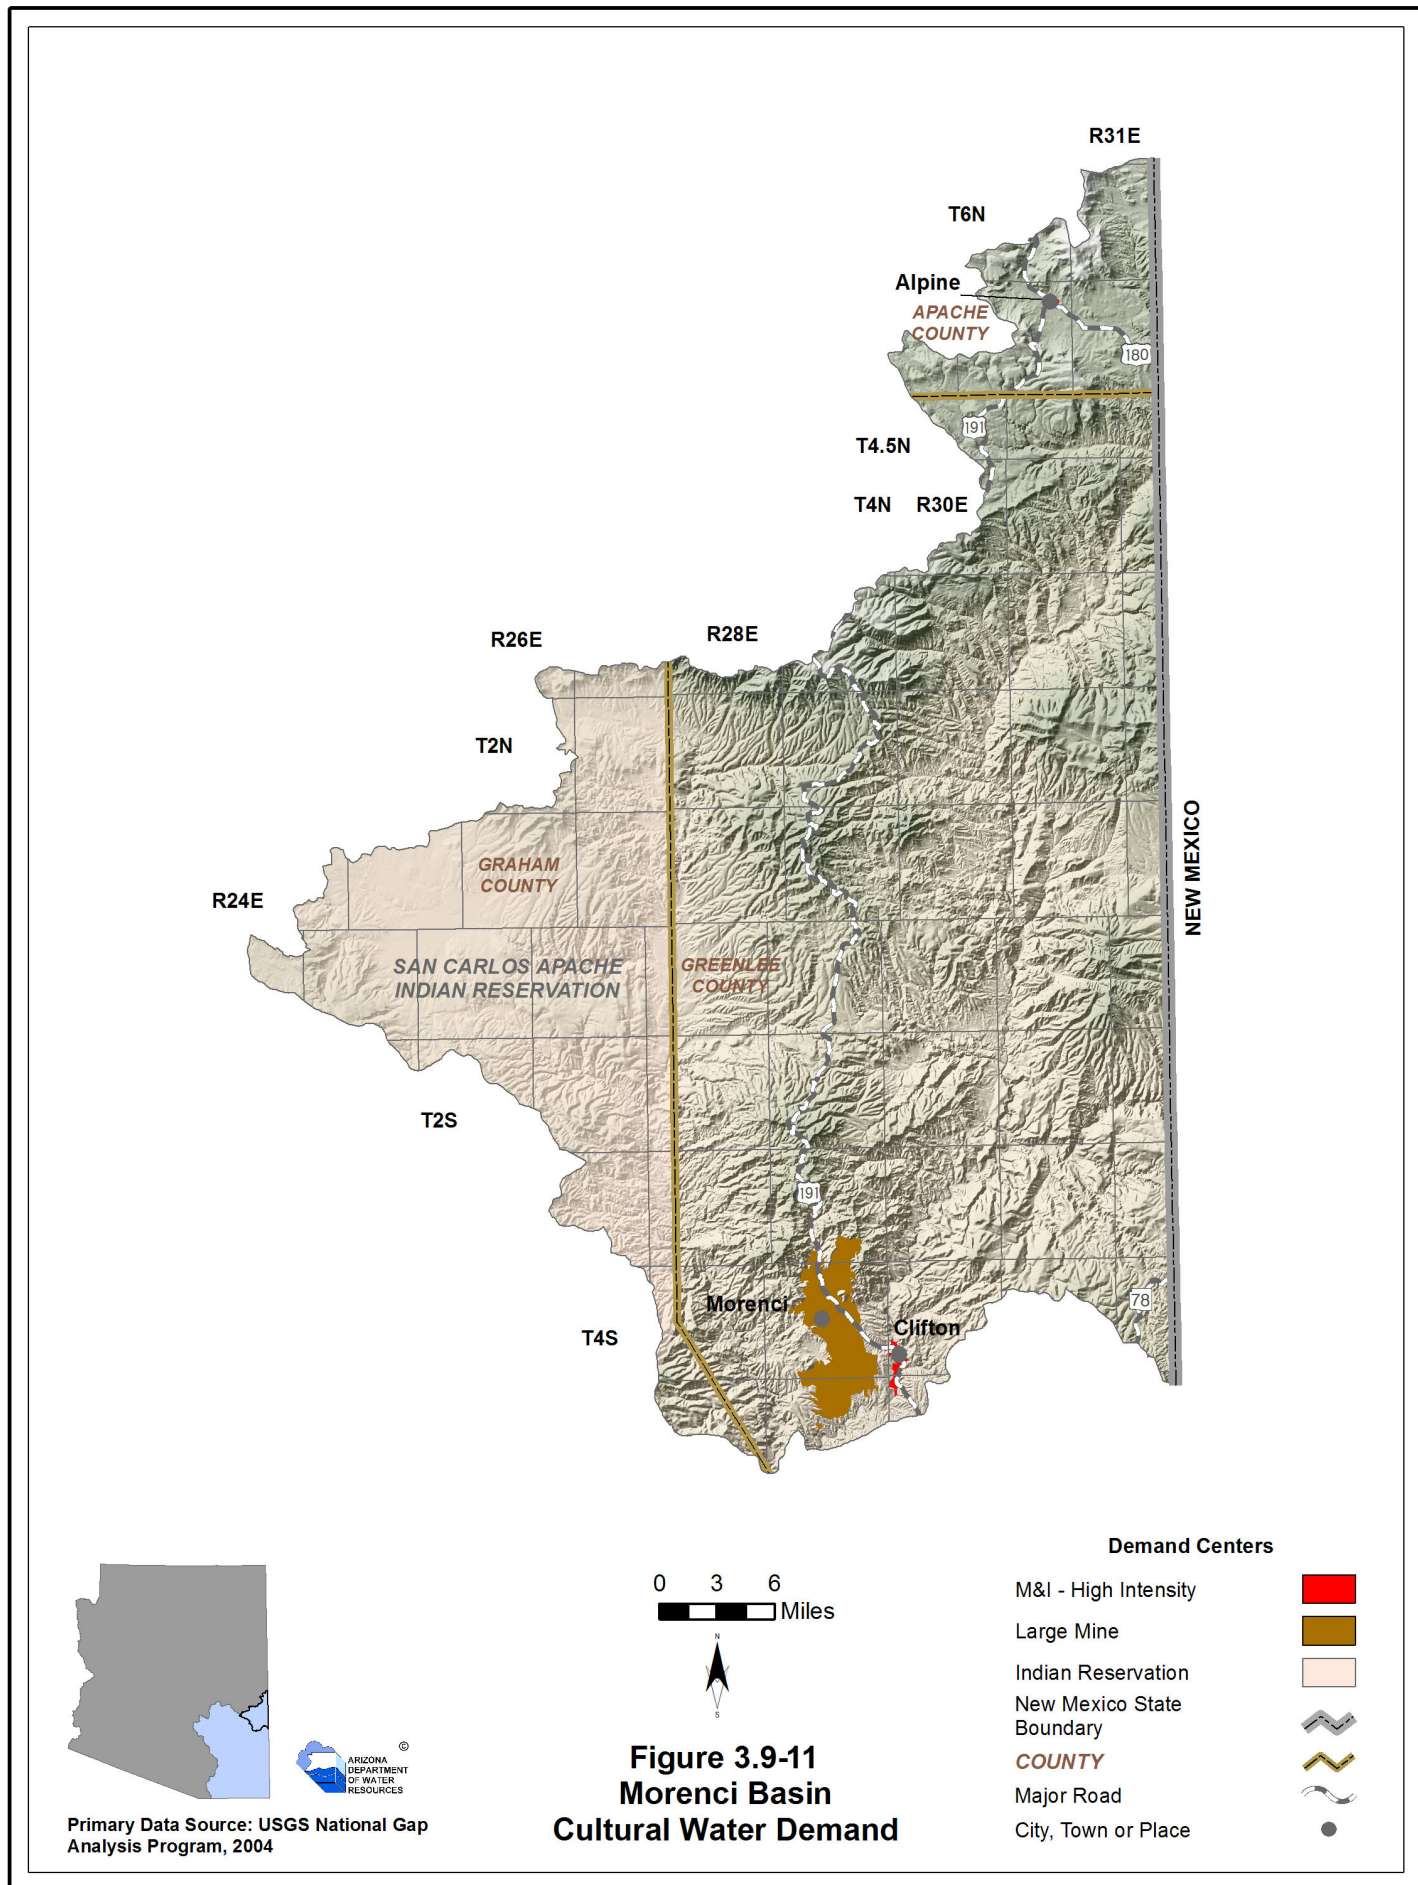 R31E
T6N
Alpine
APACHE
COUNTY
180
191
T4.5N
T4N
R30E
R26E
R28E
T2N
NEW MEXICO
GRAHAM
COUNTY
R24E
SAN CARLOS APACHE
INDIAN RESERVATION
GREENLEE
COUNTY
T2S
191
78
Morenci
Clifton
T4S
0 3 6
Miles
N
S
Demand Centers
M&I - High Intensity
Large Mine
Indian Reservation
New Mexico State
Boundary
COUNTY
Major Road
City, Town or Place
©
ARIZONA
DEPARTMENT
OF WATER
RESOURCES
Primary Data Source: USGS National Gap
Analysis Program, 2004
Figure 3.9-11
Morenci Basin
Cultural Water Demand